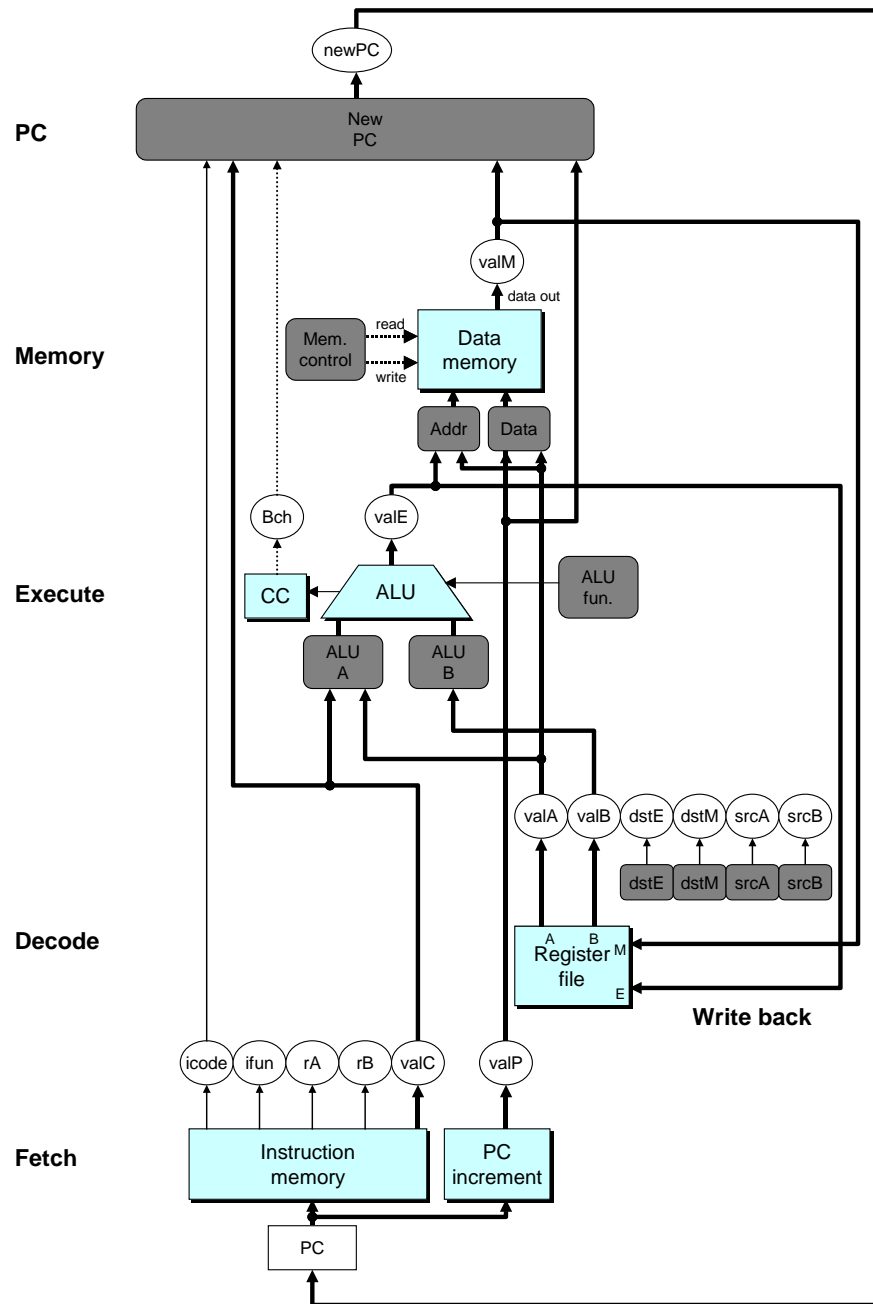 newPC
PC
New
PC
valM
data out
read
Mem.
control
write
Data
memory
Memory
Addr
Data
Bch
valE
Execute
CC
ALU
ALU
fun.
ALU
A
ALU
B
valA
valB
dstE
dstM
srcA
srcB
dstE
dstM
srcA
srcB
Decode
A
B
M
Register
file
E
Write back
icode
ifun
rA
rB
valC
valP
Fetch
Instruction
memory
PC
increment
PC